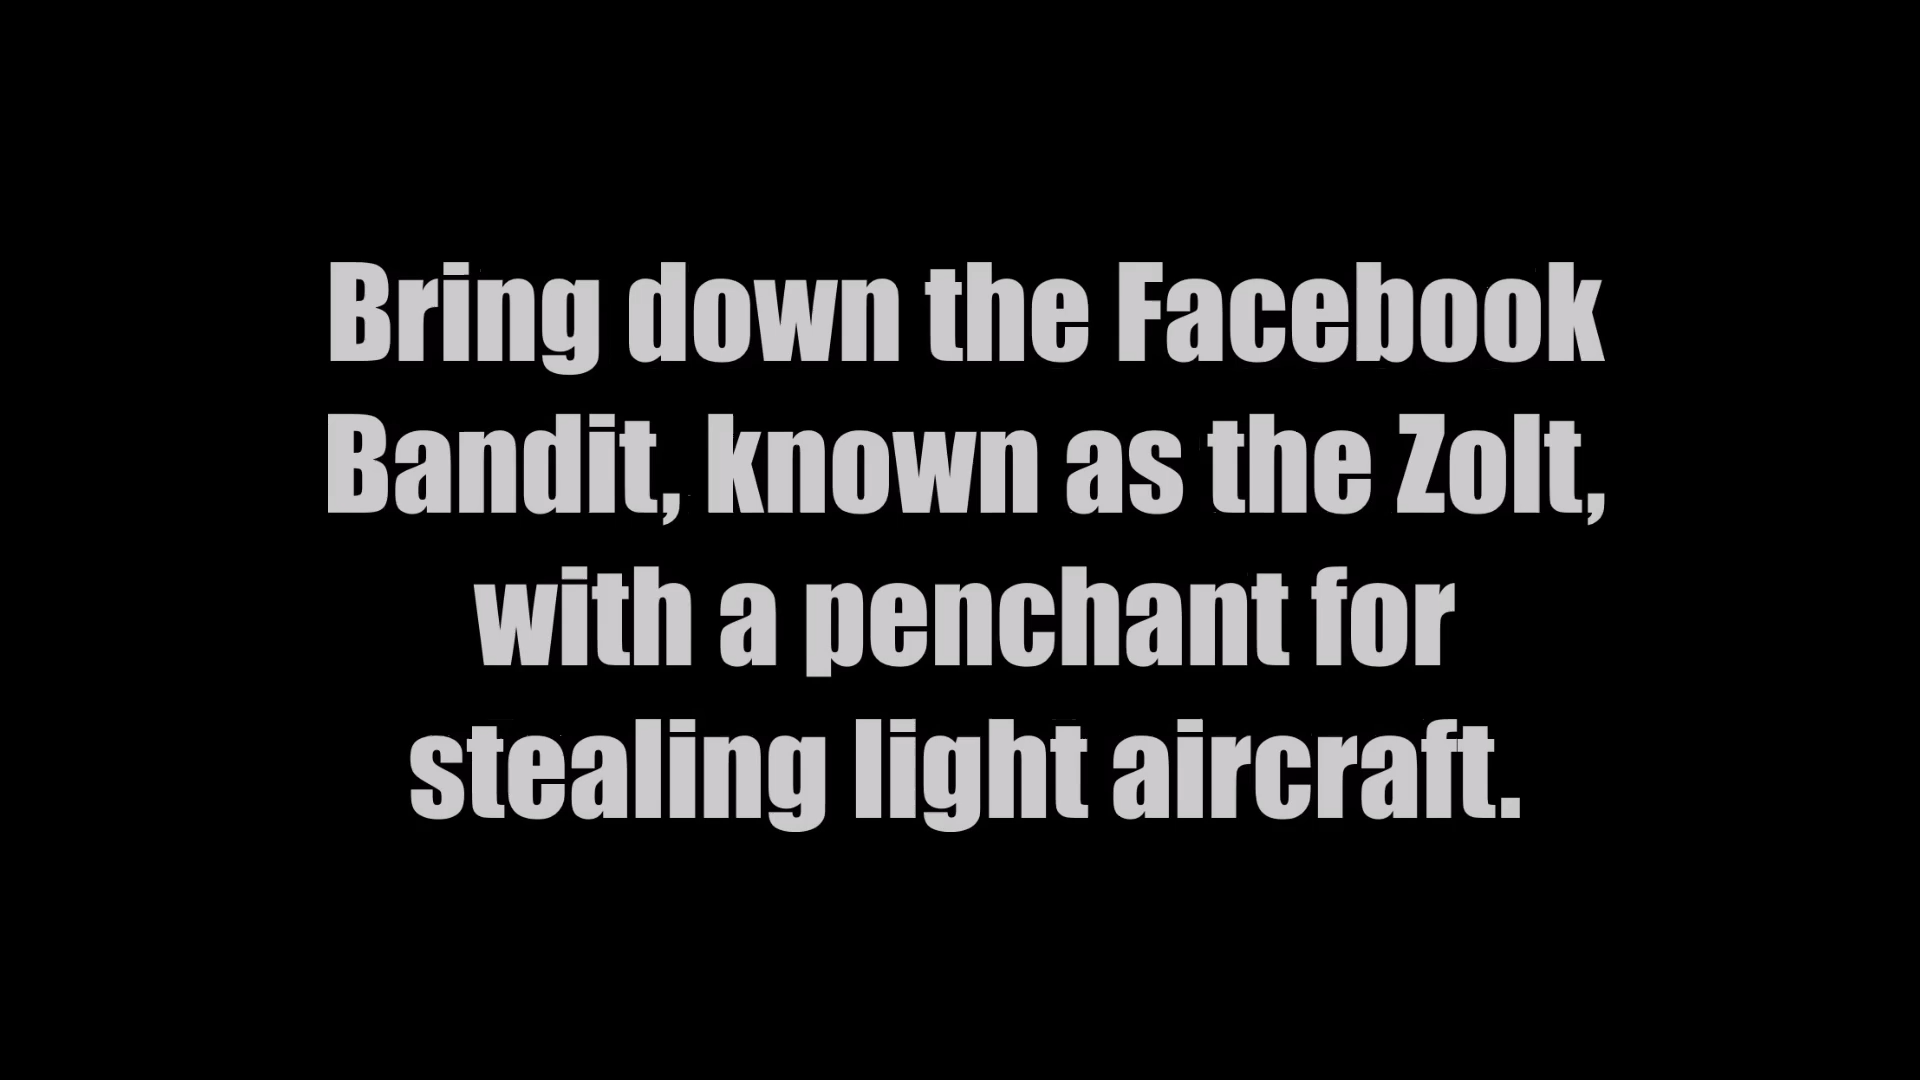 Bring down the Facebook
Bandit, known as the Zolt,
with a penchant for
stealing light aircraft.